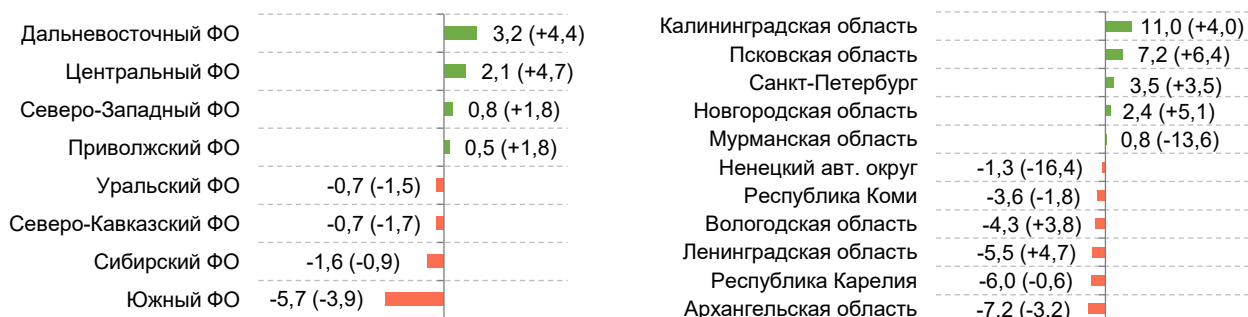 Дальневосточный ФО 3,2 (+4,4)
Центральный ФО 2,1 (+4,7)
Северо-Западный ФО 0,8 (+1,8)
Приволжский ФО 0,5 (+1,8)
Уральский ФО -0,7 (-1,5)
Северо-Кавказский ФО -0,7 (-1,7)
Сибирский ФО -1,6 (-0,9)
Южный ФО -5,7 (-3,9)
Калининградская область 11,0 (+4,0)
Псковская область 7,2 (+6,4)
Санкт-Петербург 3,5 (+3,5)
Новгородская область 2,4 (+5,1)
Мурманская область 0,8 (-13,6)
Ненецкий авт. округ -1,3 (-16,4)
Республика Коми -3,6 (-1,8)
Вологодская область -4,3 (+3,8)
Ленинградская область -5,5 (+4,7)
Республика Карелия -6,0 (-0,6)
Архангельская область -7,2 (-3,2)